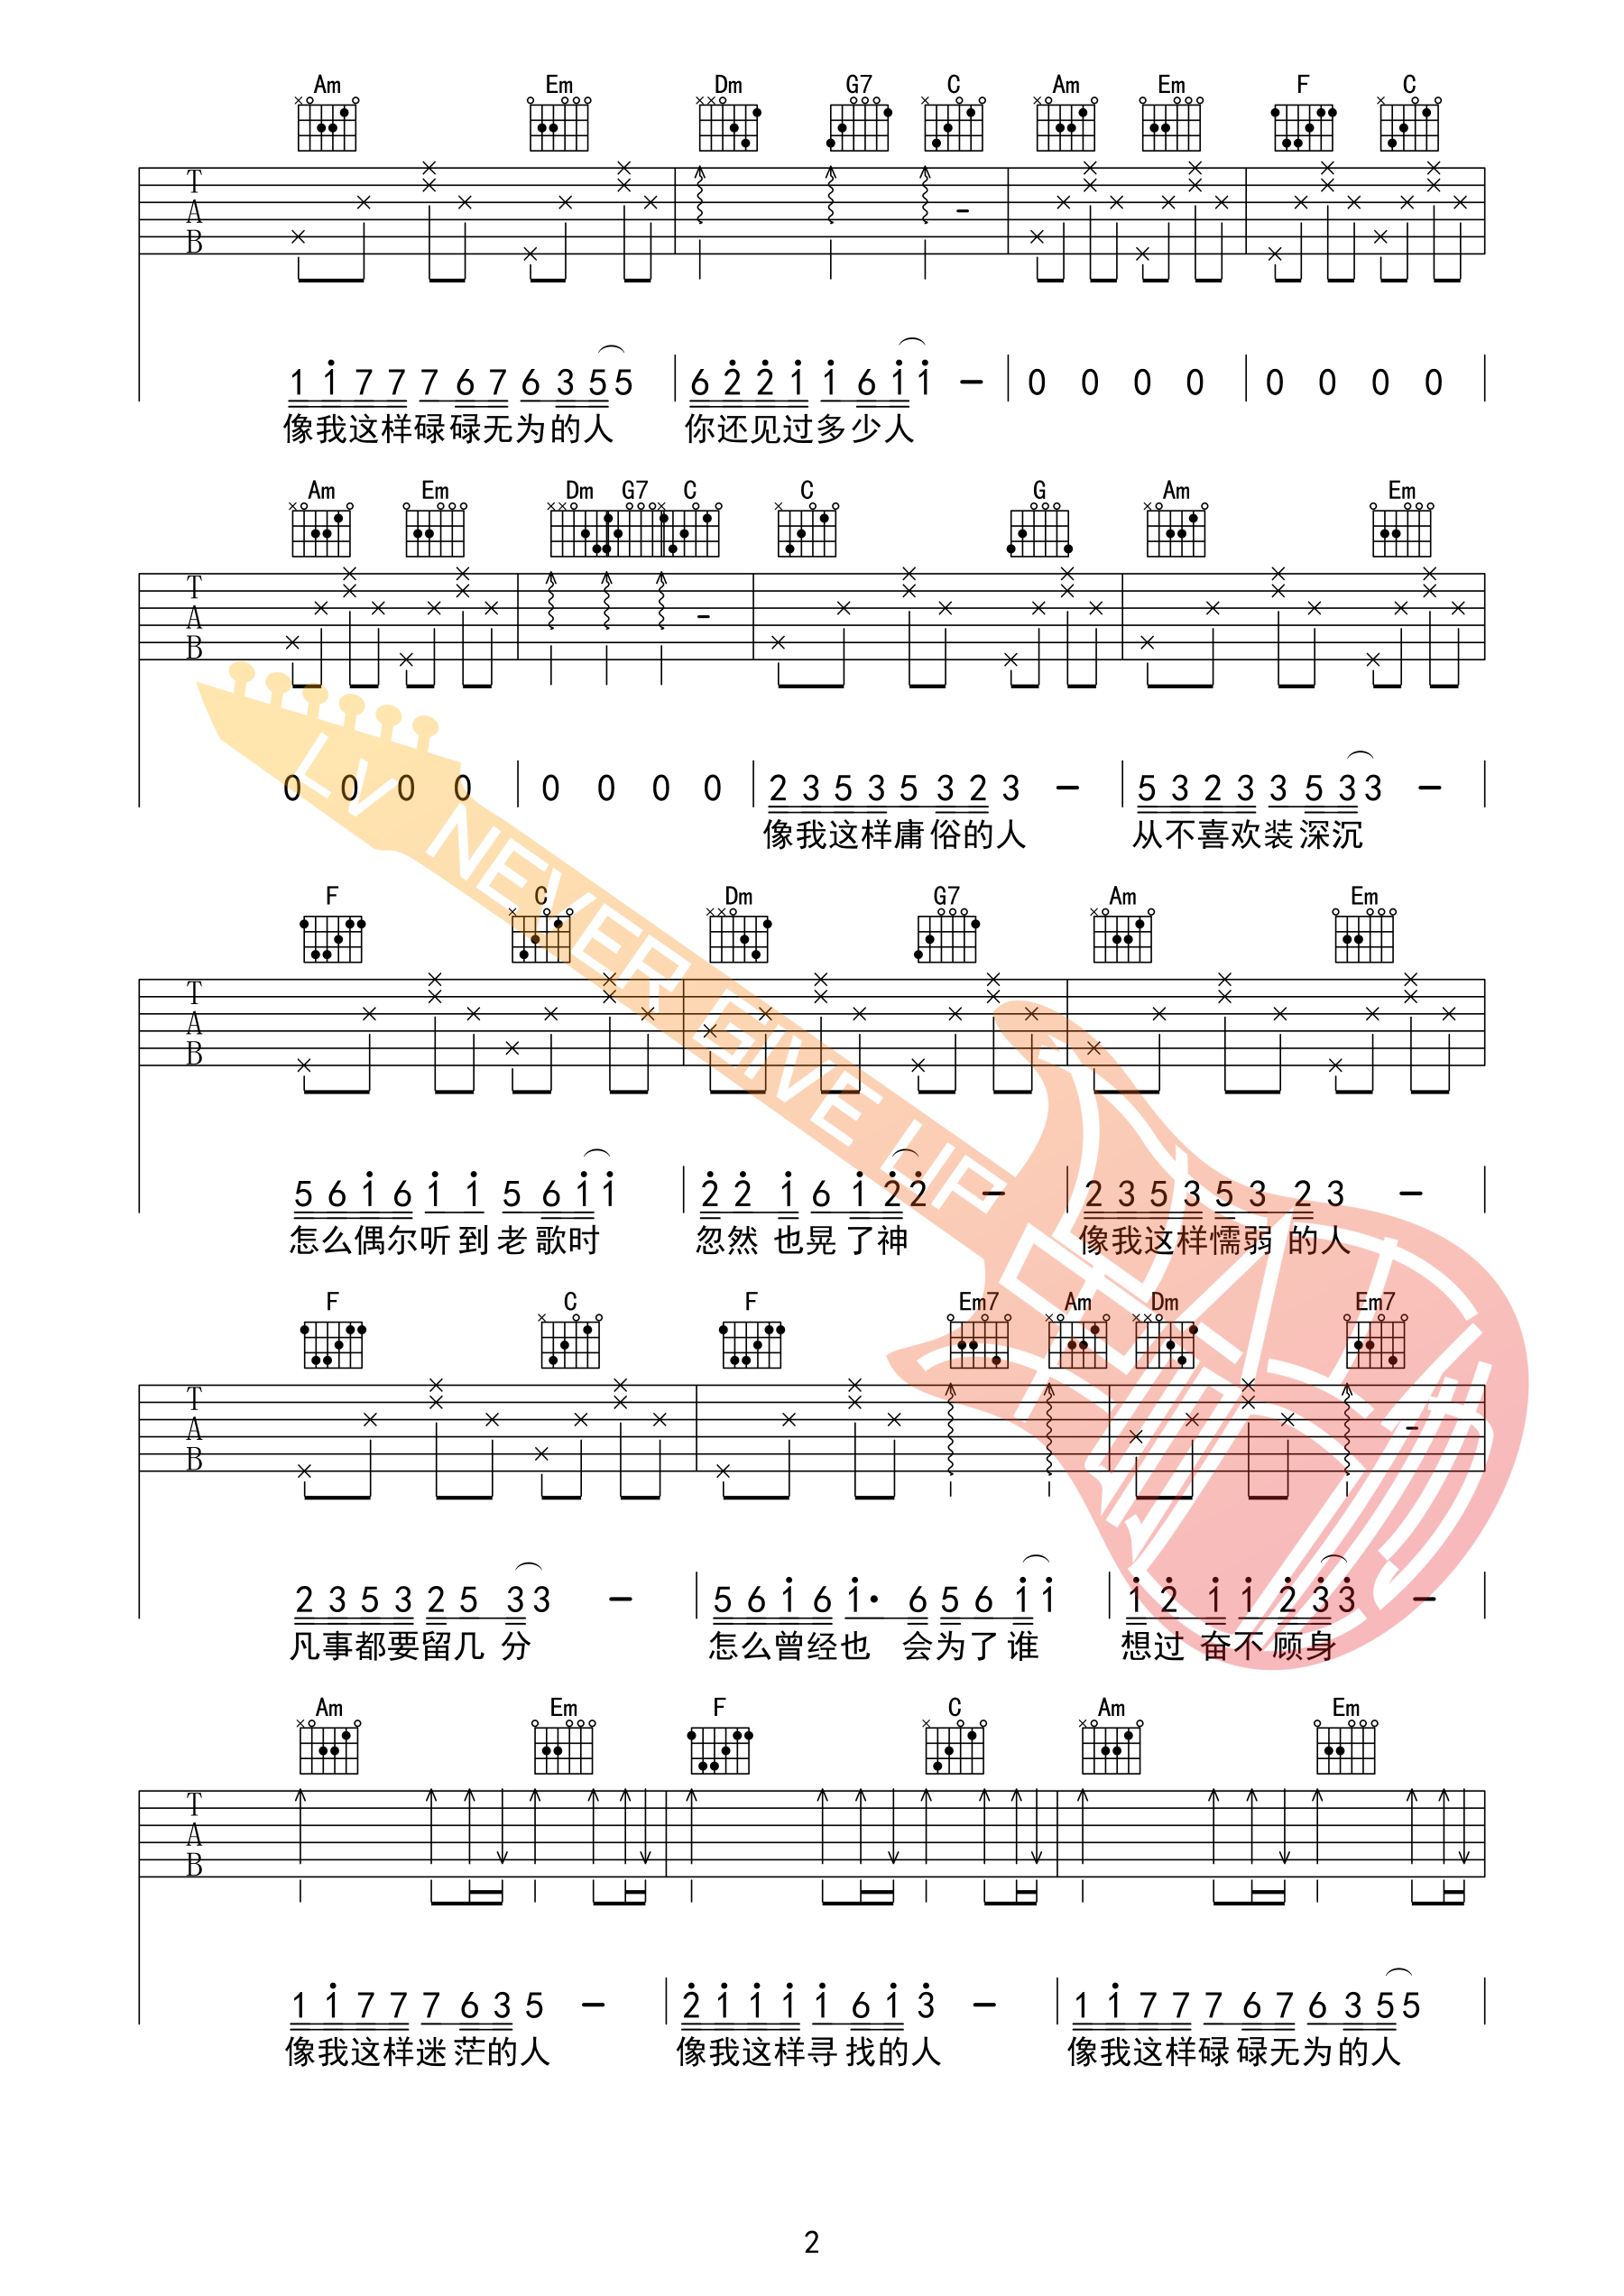 Am Em Dm G7 C Am Em F C
T
A
B
1 1̇ 7 7 7 6 7 6 3 5 5 | 6 2̇ 2̇ 1̇ 1̇ 6 1̇ 1̇ – | 0 0 0 0 | 0 0 0 0 |
像我这样碌碌无为的人 你还见过多少人
Am Em Dm G7 C C G Am Em
T
A
B
0 0 0 0 | 0 0 0 0 | 2 3 5 3 5 3 2 3 – | 5 3 2 3 3 5 3 3 – |
像我这样庸俗的人 从不喜欢装深沉
F C Dm G7 Am Em
T
A
B
5 6 1̇ 6 1̇ 1̇ 5 6 1̇ 1̇ | 2̇ 2̇ 1̇ 6 1̇ 2̇ 2̇ – | 2 3 5 3 5 3 2 3 – |
怎么偶尔听到老歌时 忽然也晃了神 像我这样懦弱的人
F C F Em7 Am Dm Em7
T
A
B
2 3 5 3 2 5 3 3 – | 5 6 1̇ 6 1̇· 6 5 6 1̇ 1̇ | 1̇ 2̇ 1̇ 1̇ 2̇ 3̇ 3̇ – |
凡事都要留几分 怎么曾经也会为了谁 想过奋不顾身
Am Em F C Am Em
T
A
B
1 1̇ 7 7 7 6 3 5 – | 2̇ 1̇ 1̇ 1̇ 1̇ 6 1̇ 3̇ – | 1 1̇ 7 7 7 6 7 6 3 5 5 |
像我这样迷茫的人 像我这样寻找的人 像我这样碌碌无为的人
LV NEVER GIVE
2